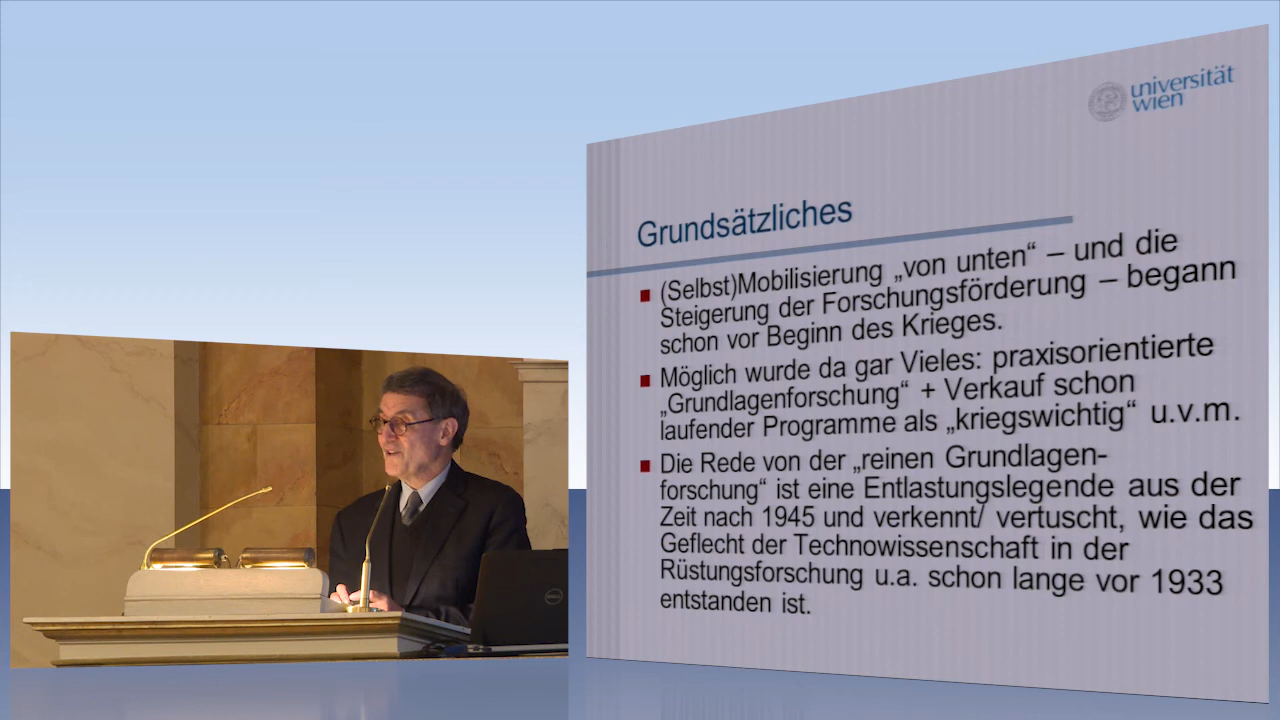 universität
wien
Grundsätzliches
(Selbst)Mobilisierung „von unten“ – und die
Steigerung der Forschungsförderung – begann
schon vor Beginn des Krieges.
Möglich wurde da gar Vieles: praxisorientierte
„Grundlagenforschung“ + Verkauf schon
laufender Programme als „kriegswichtig“ u.v.m.
Die Rede von der „reinen Grundlagen-
forschung“ ist eine Entlastungslegende aus der
Zeit nach 1945 und verkennt/ vertuscht, wie das
Geflecht der Technowissenschaft in der
Rüstungsforschung u.a. schon lange vor 1933
entstanden ist.
DELL